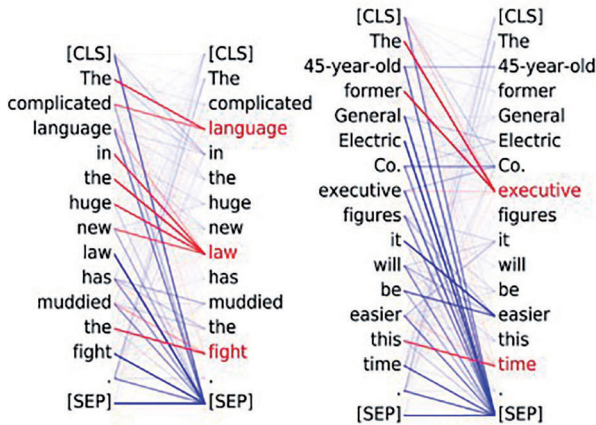 [CLS] [CLS]
The The
complicated complicated
language language
in in
the the
huge huge
new new
law law
has has
muddied muddied
the the
fight fight
. .
[SEP] [SEP]
[CLS] [CLS]
The The
45-year-old 45-year-old
former former
General General
Electric Electric
Co. Co.
executive executive
figures figures
it it
will will
be be
easier easier
this this
time time
. .
[SEP] [SEP]